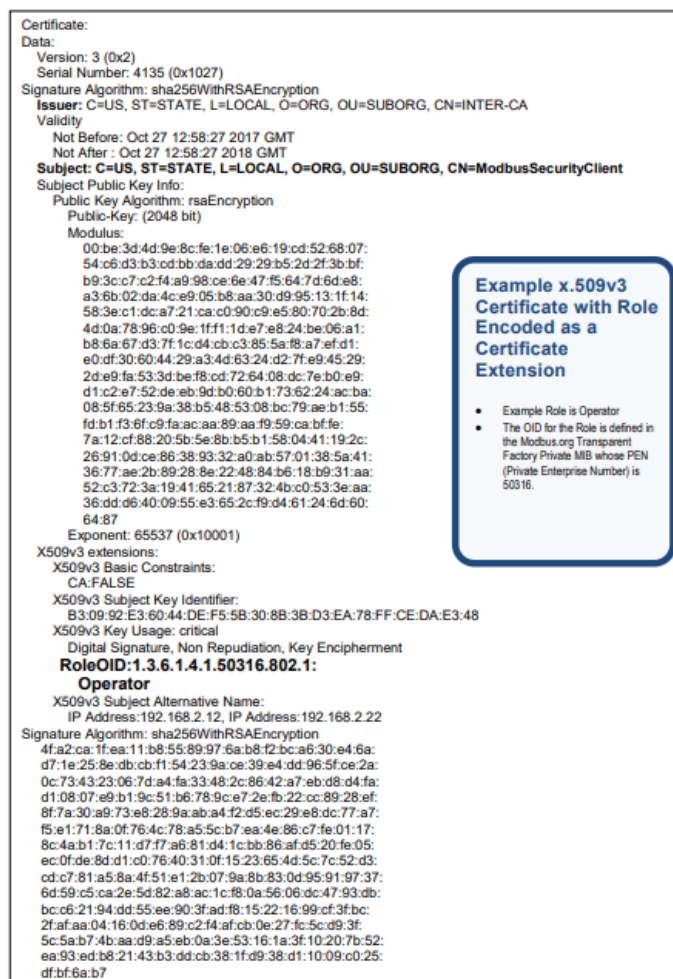 Certificate:
Data:
Version: 3 (0x2)
Serial Number: 4135 (0x1027)
Signature Algorithm: sha256WithRSAEncryption
Issuer: C=US, ST=STATE, L=LOCAL, O=ORG, OU=SUBORG, CN=INTER-CA
Validity
Not Before: Oct 27 12:58:27 2017 GMT
Not After : Oct 27 12:58:27 2018 GMT
Subject: C=US, ST=STATE, L=LOCAL, O=ORG, OU=SUBORG, CN=ModbusSecurityClient
Subject Public Key Info:
Public Key Algorithm: rsaEncryption
Public-Key: (2048 bit)
Modulus:
00:be:3d:4d:9e:8c:fe:1e:06:e6:19:cd:52:68:07:
54:c6:d3:b3:cd:bb:da:dd:29:29:b5:2d:2f:3b:bf:
b9:3c:c7:c2:f4:a9:98:ce:6e:47:f5:64:7d:6d:e8:
a3:6b:02:da:4c:e9:05:b8:aa:30:d9:95:13:1f:14:
58:3e:c1:dc:a7:21:ca:c0:90:c9:e5:80:70:2b:8d:
4d:0a:78:96:c0:9e:1f:f1:1d:e7:e8:24:be:06:a1:
b8:6a:67:d3:7f:1c:d4:cb:c3:85:5a:f8:a7:ef:d1:
e0:df:30:60:44:29:a3:4d:63:24:d2:7f:e9:45:29:
2d:e9:fa:53:3d:be:f8:cd:72:64:08:dc:7e:b0:e9:
d1:c2:e7:52:de:eb:9d:b0:60:b1:73:62:24:ac:ba:
08:5f:65:23:9a:38:b5:48:53:08:bc:79:ae:b1:55:
fd:b1:f3:6f:c9:fa:ac:aa:89:aa:f9:59:ca:bf:fe:
7a:12:cf:88:20:5b:5e:8b:b5:b1:58:04:41:19:2c:
26:91:0d:ce:86:38:93:32:a0:ab:57:01:38:5a:41:
36:77:ae:2b:89:28:8e:22:48:84:b6:18:b9:31:aa:
52:c3:72:3a:19:41:65:21:87:32:4b:c0:53:3e:aa:
36:dd:d6:40:09:55:e3:65:2c:f9:d4:61:24:6d:60:
64:87
Exponent: 65537 (0x10001)
X509v3 extensions:
X509v3 Basic Constraints:
CA:FALSE
X509v3 Subject Key Identifier:
B3:09:92:E3:60:44:DE:F5:5B:30:8B:3B:D3:EA:78:FF:CE:DA:E3:48
X509v3 Key Usage: critical
Digital Signature, Non Repudiation, Key Encipherment
RoleOID:1.3.6.1.4.1.50316.802.1:
Operator
X509v3 Subject Alternative Name:
IP Address:192.168.2.12, IP Address:192.168.2.22
Signature Algorithm: sha256WithRSAEncryption
4f:a2:ca:1f:ea:11:b8:55:89:97:6a:b8:f2:bc:a6:30:e4:6a:
d7:1e:25:8e:db:cb:f1:54:23:9a:ce:39:e4:dd:96:5f:ce:2a:
0c:73:43:23:06:7d:a4:fa:33:48:2c:86:42:a7:eb:d8:d4:fa:
d1:08:07:e9:b1:9c:51:b6:78:9c:e7:2e:fb:22:cc:89:28:ef:
8f:7a:30:a9:73:e8:28:9a:ab:a4:f2:d5:ec:29:e8:dc:77:a7:
f5:e1:71:8a:0f:76:4c:78:a5:5c:b7:ea:4e:86:c7:fe:01:17:
8c:4a:b1:7c:11:d7:f7:a6:81:d4:1c:bb:86:af:d5:20:fe:05:
ec:0f:de:8d:d1:c0:76:40:31:0f:15:23:65:4d:5c:7c:52:d3:
cd:c7:81:a5:8a:4f:51:e1:2b:07:9a:8b:83:0d:95:91:97:37:
6d:59:c5:ca:2e:5d:82:a8:ac:1c:f8:0a:56:06:dc:47:93:db:
bc:c6:21:94:dd:55:ee:90:3f:ad:f8:15:22:16:99:cf:3f:bc:
2f:af:aa:04:16:0d:e6:89:c2:f4:af:cb:0e:27:fc:5c:d9:3f:
5c:5a:b7:4b:aa:d9:a5:eb:0a:3e:53:16:1a:3f:10:20:7b:52:
ea:93:ed:b8:21:43:b3:dd:cb:38:1f:d9:38:d1:10:09:c0:25:
df:bf:6a:b7
Example x.509v3
Certificate with Role
Encoded as a
Certificate
Extension
• Example Role is Operator
• The OID for the Role is defined in
the Modbus.org Transparent
Factory Private MIB whose PEN
(Private Enterprise Number) is
50316.